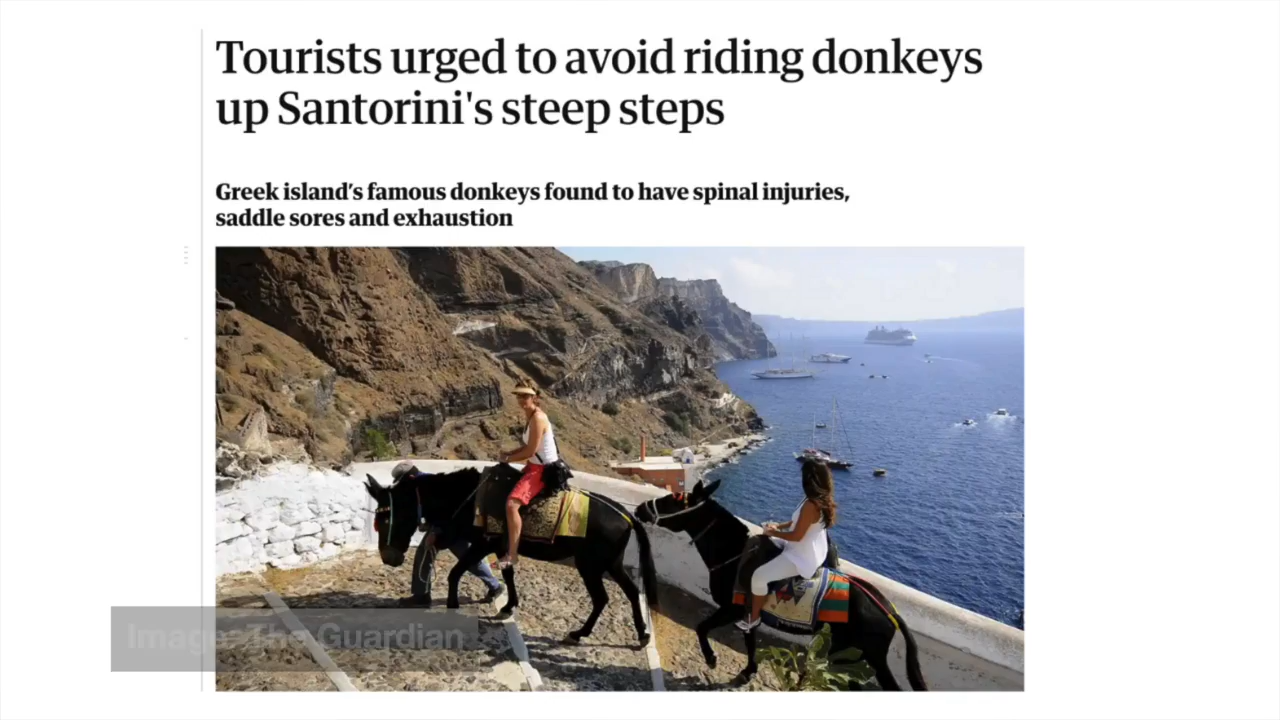 Tourists urged to avoid riding donkeys
up Santorini's steep steps
Greek island's famous donkeys found to have spinal injuries,
saddle sores and exhaustion
Image: The Guardian